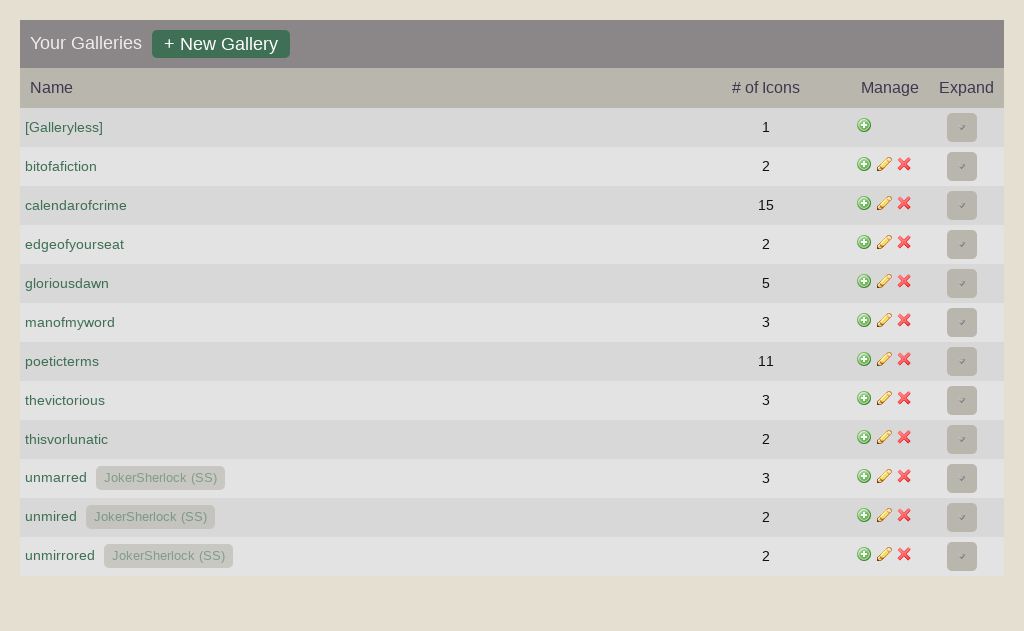 Your Galleries + New Gallery
Name # of Icons Manage Expand
[Galleryless] 1
bitofafiction 2
calendarofcrime 15
edgeofyourseat 2
gloriousdawn 5
manofmyword 3
poeticterms 11
thevictorious 3
thisvorlunatic 2
unmarred JokerSherlock (SS) 3
unmired JokerSherlock (SS) 2
unmirrored JokerSherlock (SS) 2